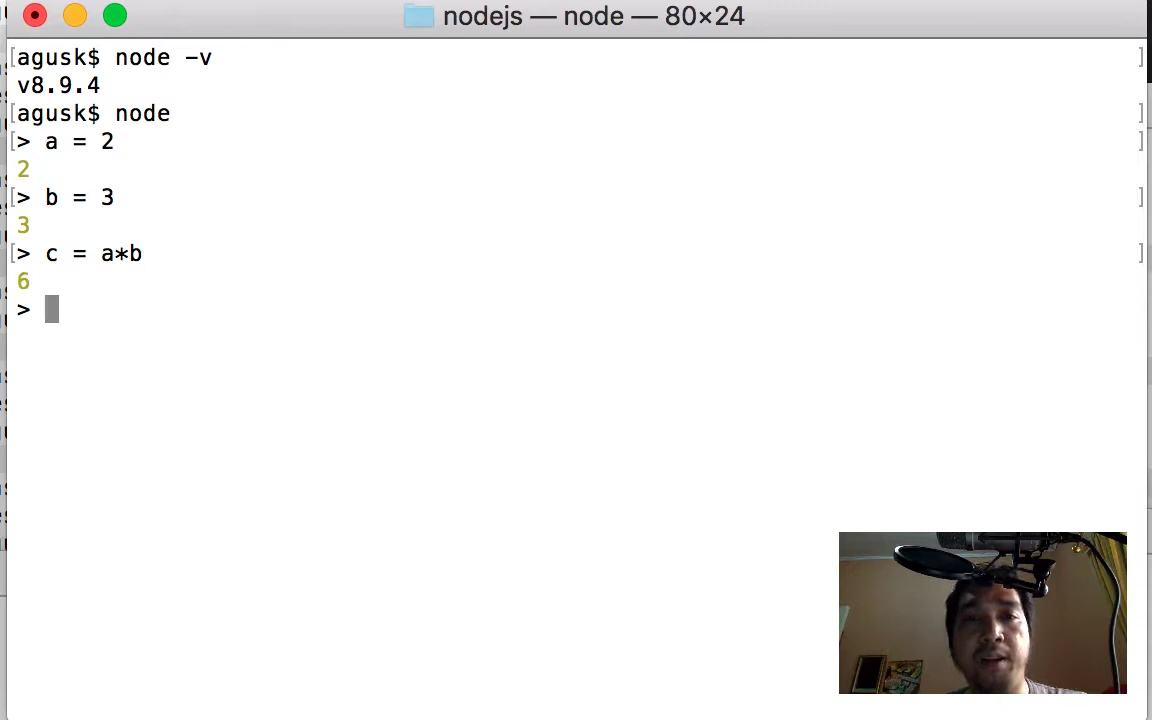 nodejs — node — 80×24
[agusk$ node -v ]
v8.9.4
[agusk$ node ]
[> a = 2 ]
2
[> b = 3 ]
3
[> c = a*b ]
6
>